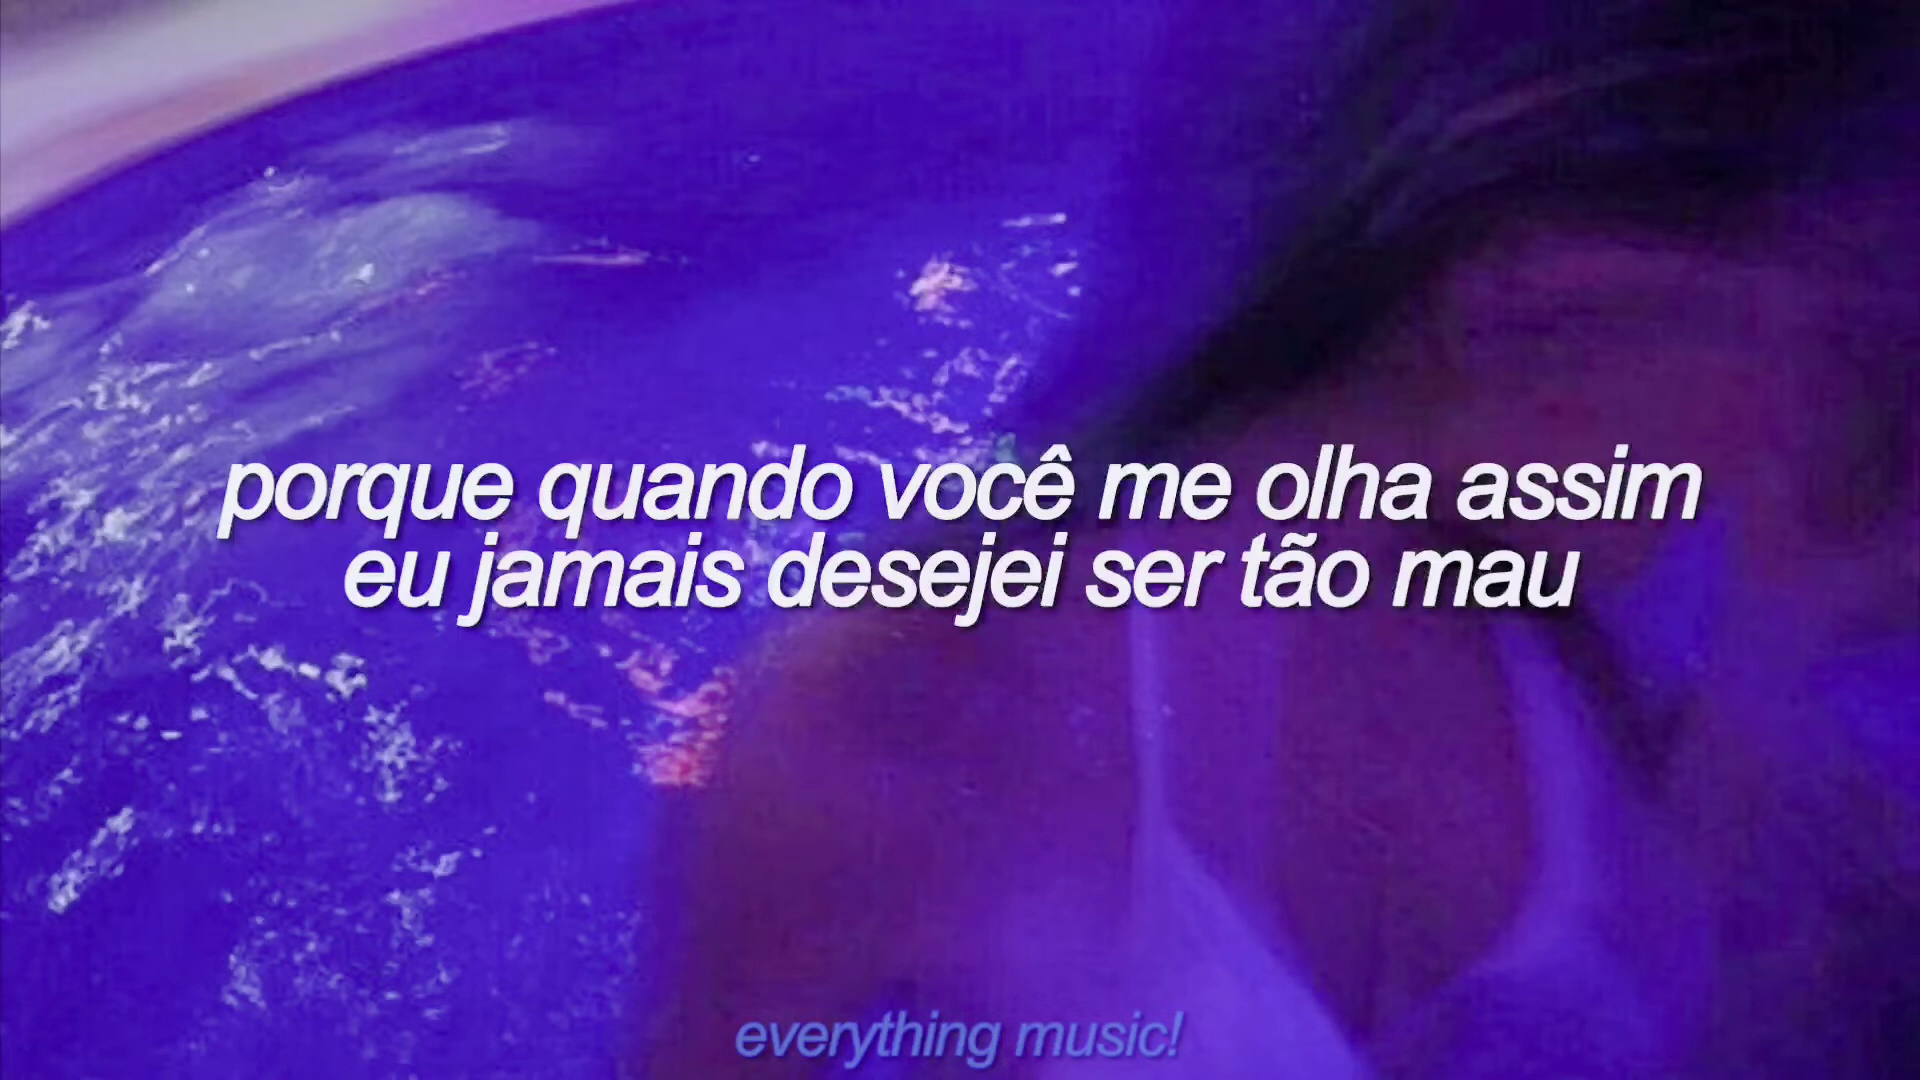 porque quando você me olha assim
eu jamais desejei ser tão mau
everything music!